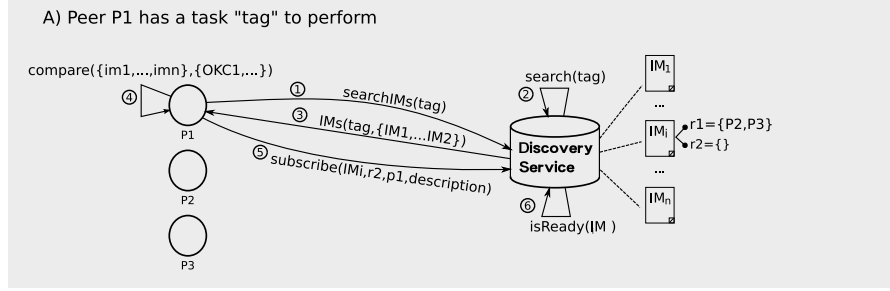 A) Peer P1 has a task "tag" to perform
compare({im1,...,imn},{OKC1,...})
① searchIMs(tag)
② search(tag)
③ IMs(tag,{IM1,...IM2})
④
P1
⑤ subscribe(IMi,r2,p1,description)
P2
P3
Discovery
Service
⑥
isReady(IM )
IM1
...
IMi
r1={P2,P3}
r2={}
...
IMn